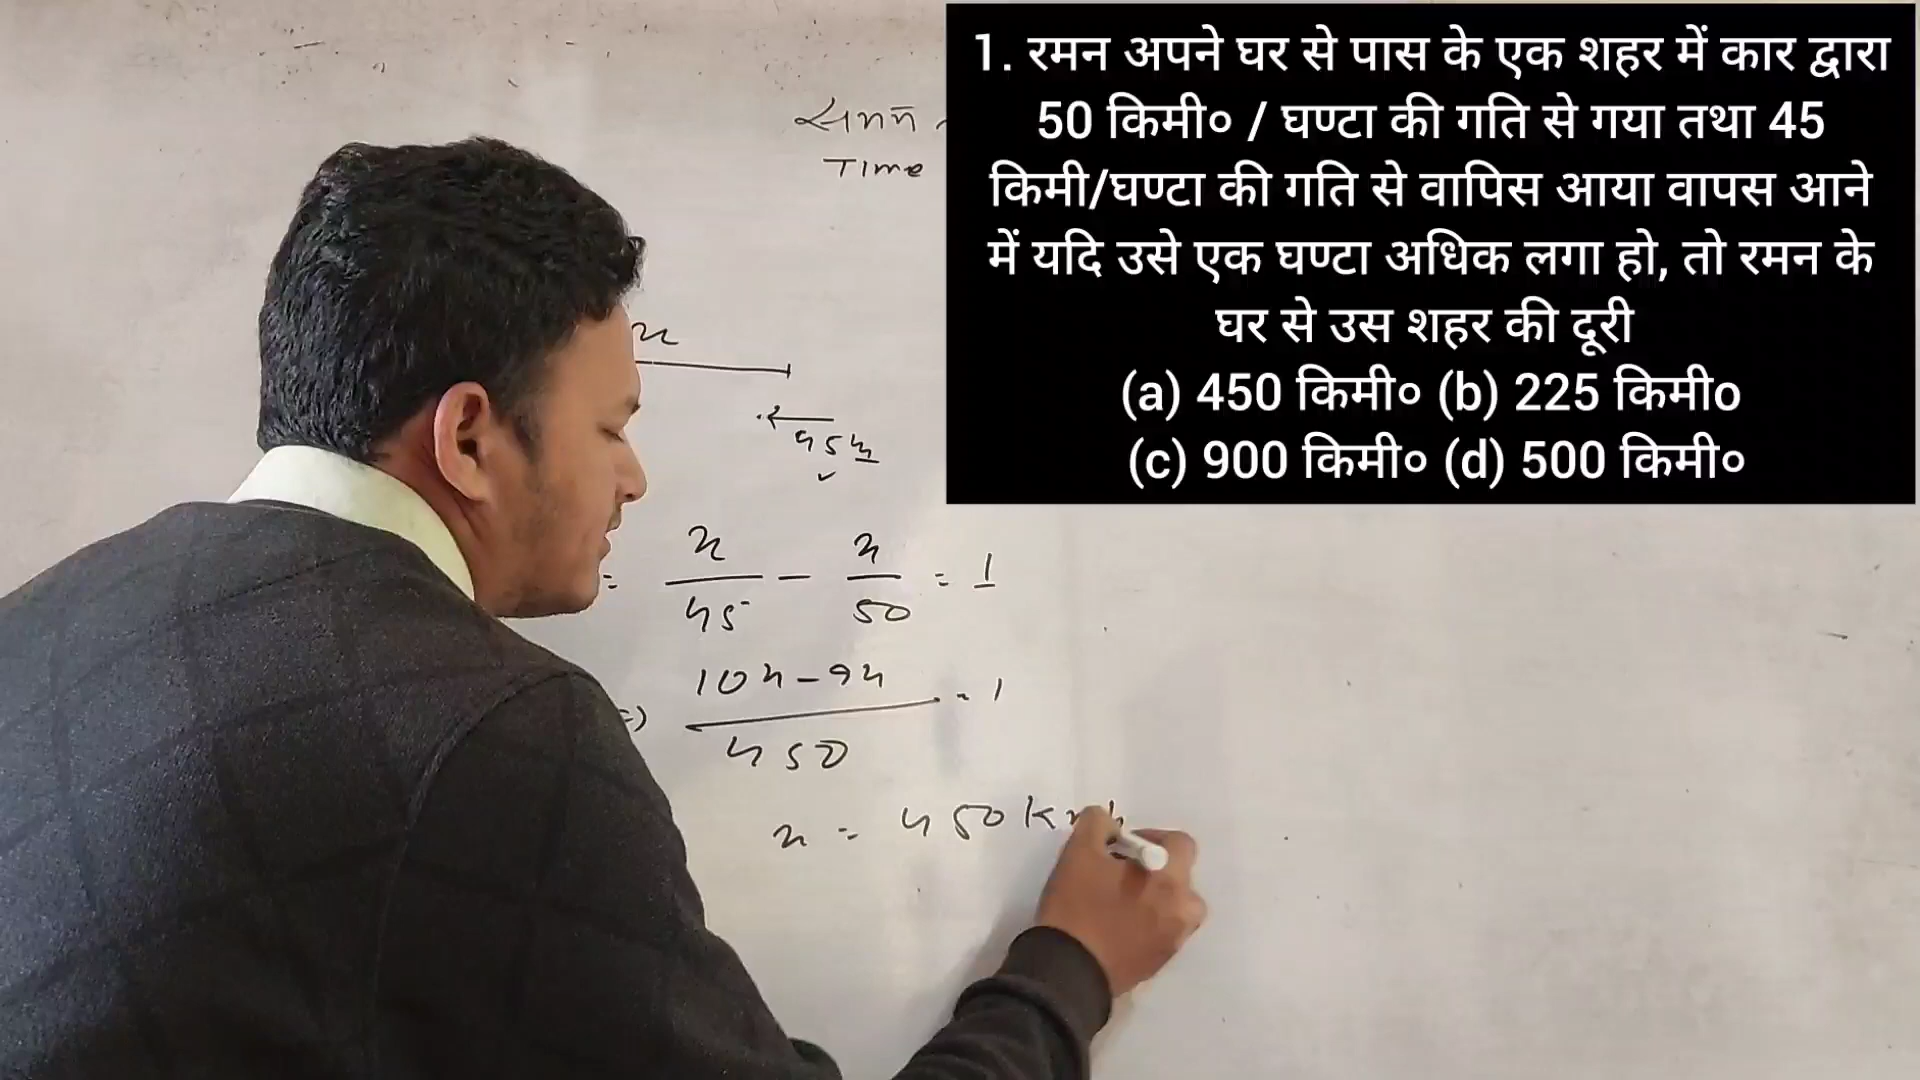 1. रमन अपने घर से पास के एक शहर में कार द्वारा
50 किमी० / घण्टा की गति से गया तथा 45
किमी/घण्टा की गति से वापिस आया वापस आने
में यदि उसे एक घण्टा अधिक लगा हो, तो रमन के
घर से उस शहर की दूरी
(a) 450 किमी० (b) 225 किमीo
(c) 900 किमी० (d) 500 किमी०
Time
x
45
= x/45 - x/50 = 1
=) 10x-9x/450 = 1
x = 450 k